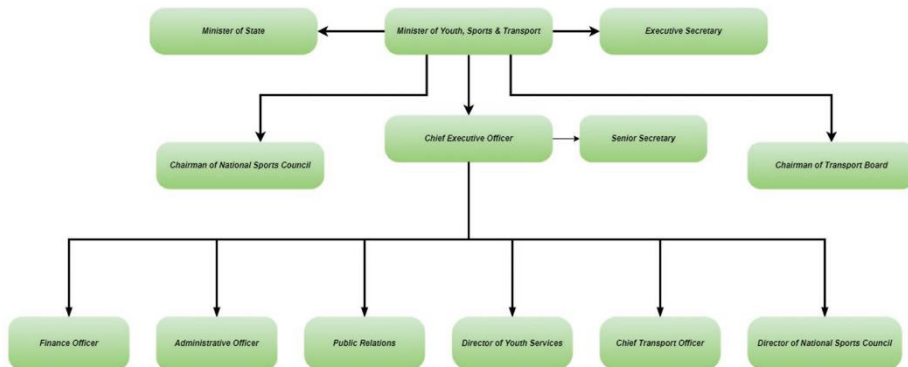 Minister of State
Minister of Youth, Sports & Transport
Executive Secretary
Chief Executive Officer
Senior Secretary
Chairman of National Sports Council
Chairman of Transport Board
Finance Officer
Administrative Officer
Public Relations
Director of Youth Services
Chief Transport Officer
Director of National Sports Council